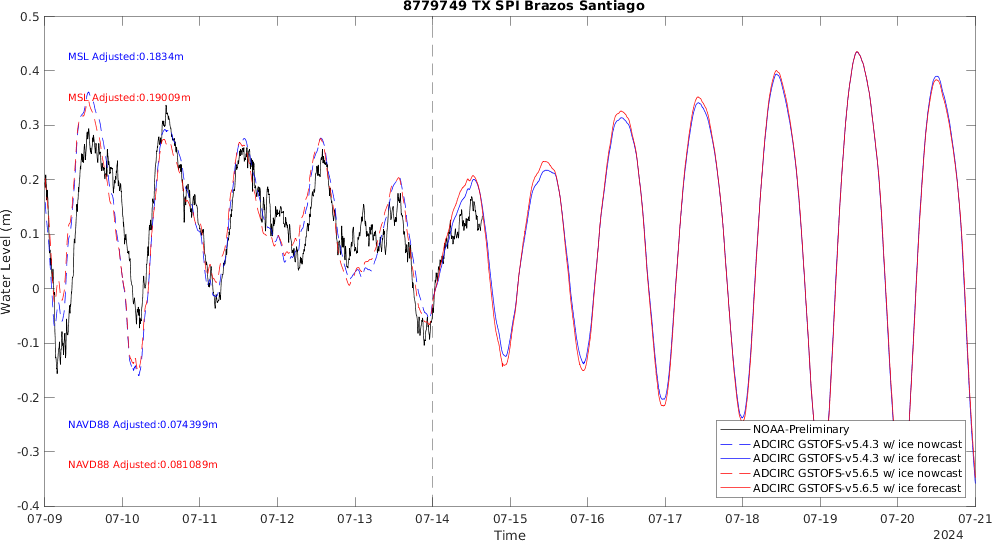 8779749 TX SPI Brazos Santiago
0.5
0.4
0.3
0.2
0.1
0
-0.1
-0.2
-0.3
-0.4
Water Level (m)
MSL Adjusted:0.1834m
MSL Adjusted:0.19009m
NAVD88 Adjusted:0.074399m
NAVD88 Adjusted:0.081089m
NOAA-Preliminary
ADCIRC GSTOFS-v5.4.3 w/ ice nowcast
ADCIRC GSTOFS-v5.4.3 w/ ice forecast
ADCIRC GSTOFS-v5.6.5 w/ ice nowcast
ADCIRC GSTOFS-v5.6.5 w/ ice forecast
07-09 07-10 07-11 07-12 07-13 07-14 07-15 07-16 07-17 07-18 07-19 07-20 07-21
Time
2024